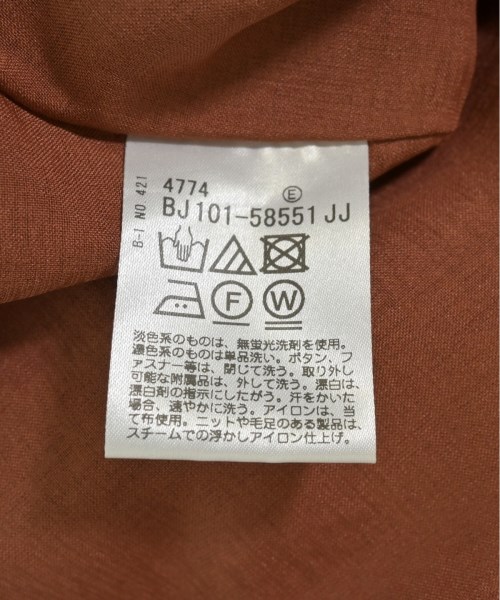 B-1 NO 421
4774 E
BJ101-58551 JJ
F W
淡色系のものは、無蛍光洗剤を使用。
濃色系のものは単品洗い。ボタン、フ
ァスナー等は、閉じて洗う。取り外し
可能な附属品は、外して洗う。漂白は、
漂白剤の指示にしたがう。汗をかいた
場合、速やかに洗う。アイロンは、当
て布使用。ニットや毛足のある製品は、
スチームでの浮かしアイロン仕上げ。